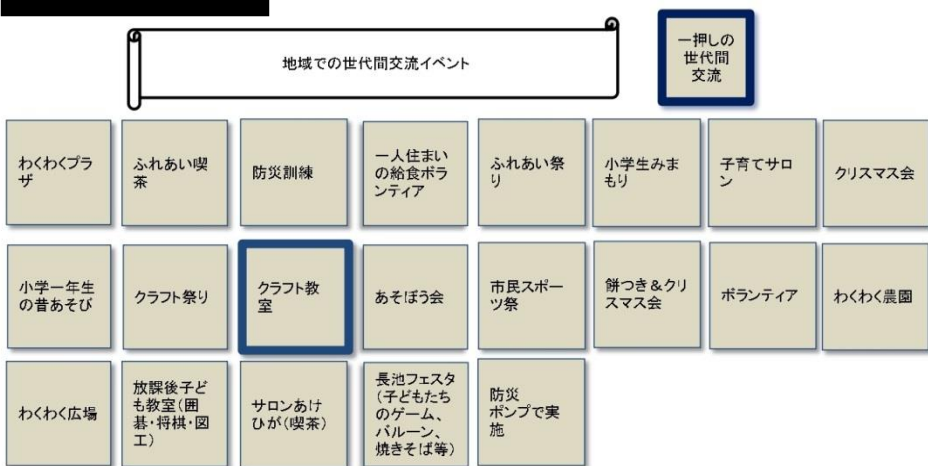 地域での世代間交流イベント
一押しの
世代間
交流
わくわくプラ
ザ
ふれあい喫
茶
防災訓練
一人住まい
の給食ボラ
ンティア
ふれあい祭
り
小学生みま
もり
子育てサロ
ン
クリスマス会
小学一年生
の昔あそび
クラフト祭り
クラフト教
室
あそぼう会
市民スポー
ツ祭
餅つき&クリ
スマス会
ボランティア
わくわく農園
わくわく広場
放課後子ど
も教室(囲
碁・将棋・図
工)
サロンあけ
ひが(喫茶)
長池フェスタ
(子どもたち
のゲーム、
バルーン、
焼きそば等)
防災
ポンプで実
施